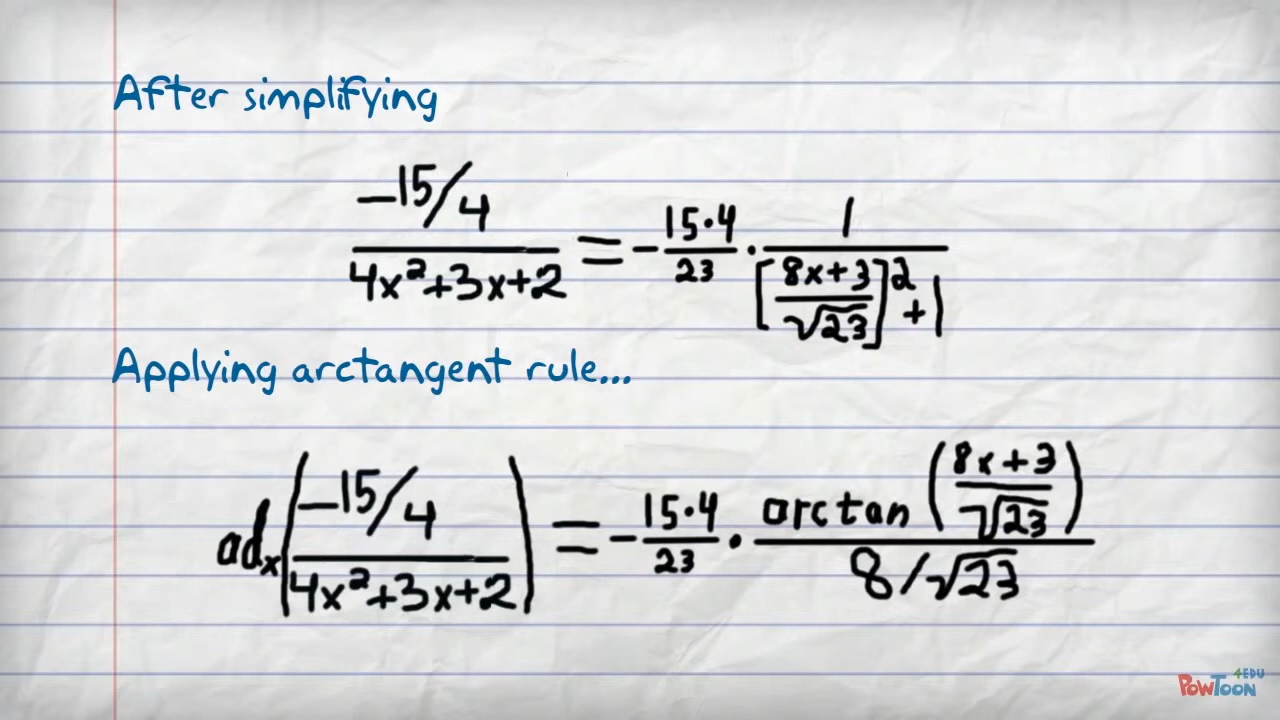 After simplifying
-15/4 / 4x²+3x+2 = - 15·4/23 · 1 / [8x+3/√23]²+1
Applying arctangent rule...
adₓ(-15/4 / 4x²+3x+2) = - 15·4/23 · arctan(8x+3/√23) / 8/√23
PowToon 4EDU